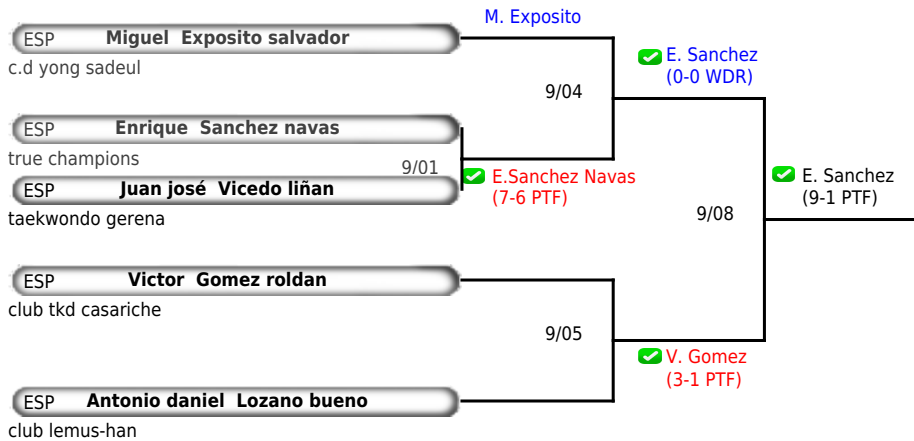 M. Exposito
ESP Miguel Exposito salvador
c.d yong sadeul
E. Sanchez
(0-0 WDR)
9/04
ESP Enrique Sanchez navas
true champions
9/01
E.Sanchez Navas
(7-6 PTF)
E. Sanchez
(9-1 PTF)
ESP Juan josé Vicedo liñan
taekwondo gerena
9/08
ESP Victor Gomez roldan
club tkd casariche
9/05
V. Gomez
(3-1 PTF)
ESP Antonio daniel Lozano bueno
club lemus-han